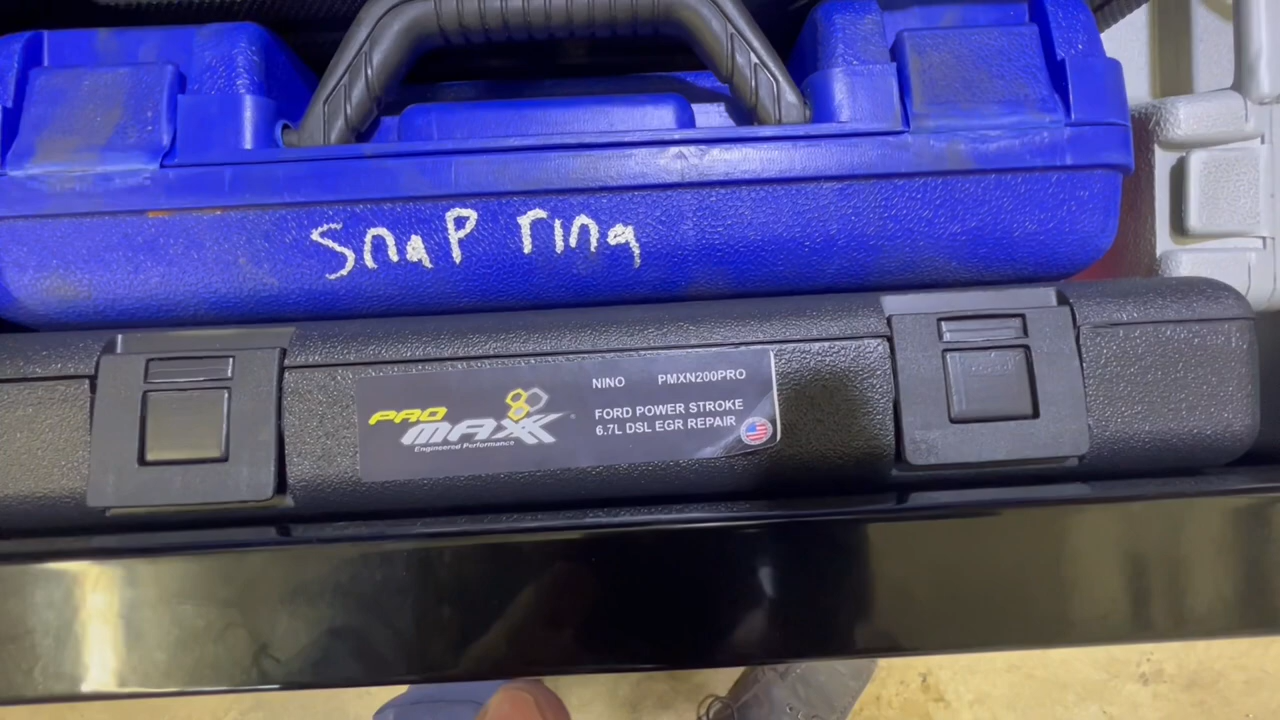 Snap ring
PRO
MAXX
Engineered Performance
NINO PMXN200PRO
FORD POWER STROKE
6.7L DSL EGR REPAIR